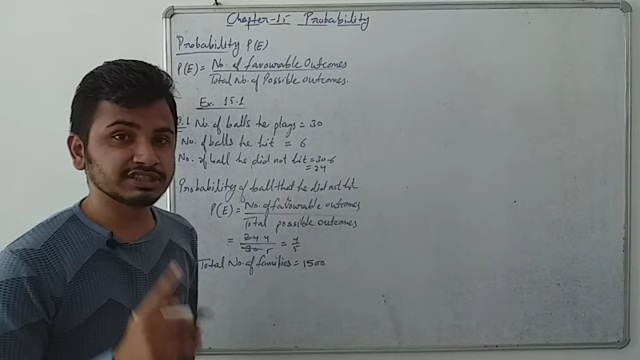 Chapter-15 Probability
Probability P(E)
P(E) = No. of favourable Outcomes
Total No. of Possible outcomes.
Ex. 15.1
Q.1 No. of balls he plays = 30
No. of balls he hit = 6
No. of ball he did not hit = 30-6
= 24
Probability of ball that he did not hit
P(E) = No. of favourable outcomes
Total possible outcomes
= 24 4 / 30 5 = 4/5
Total No. of families = 1500